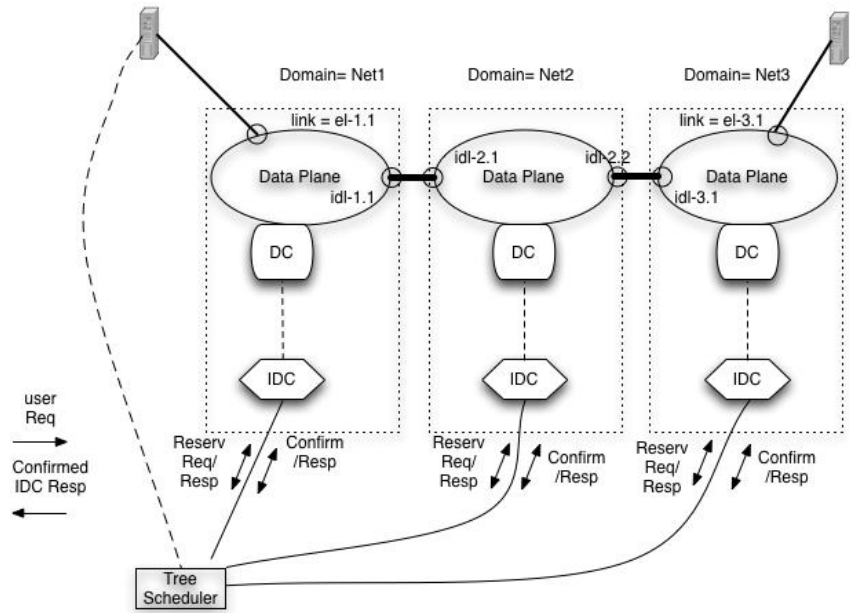 Domain= Net1
Domain= Net2
Domain= Net3
link = el-1.1
link = el-3.1
idl-2.1
idl-2.2
Data Plane
Data Plane
Data Plane
idl-1.1
idl-3.1
DC
DC
DC
IDC
IDC
IDC
user
Req
Confirmed
IDC Resp
Reserv
Req/
Resp
Confirm
/Resp
Reserv
Req/
Resp
Confirm
/Resp
Reserv
Req/
Resp
Confirm
/Resp
Tree
Scheduler